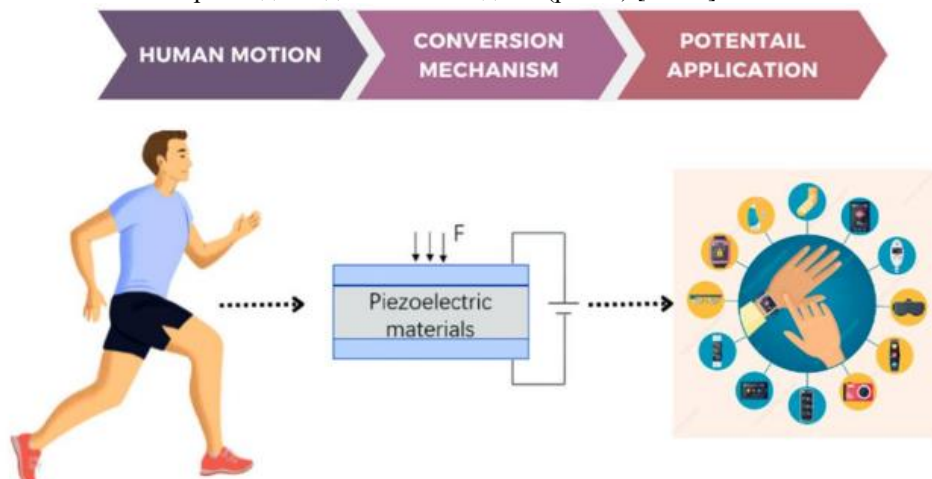 HUMAN MOTION
CONVERSION
MECHANISM
POTENTAIL
APPLICATION
F
Piezoelectric
materials